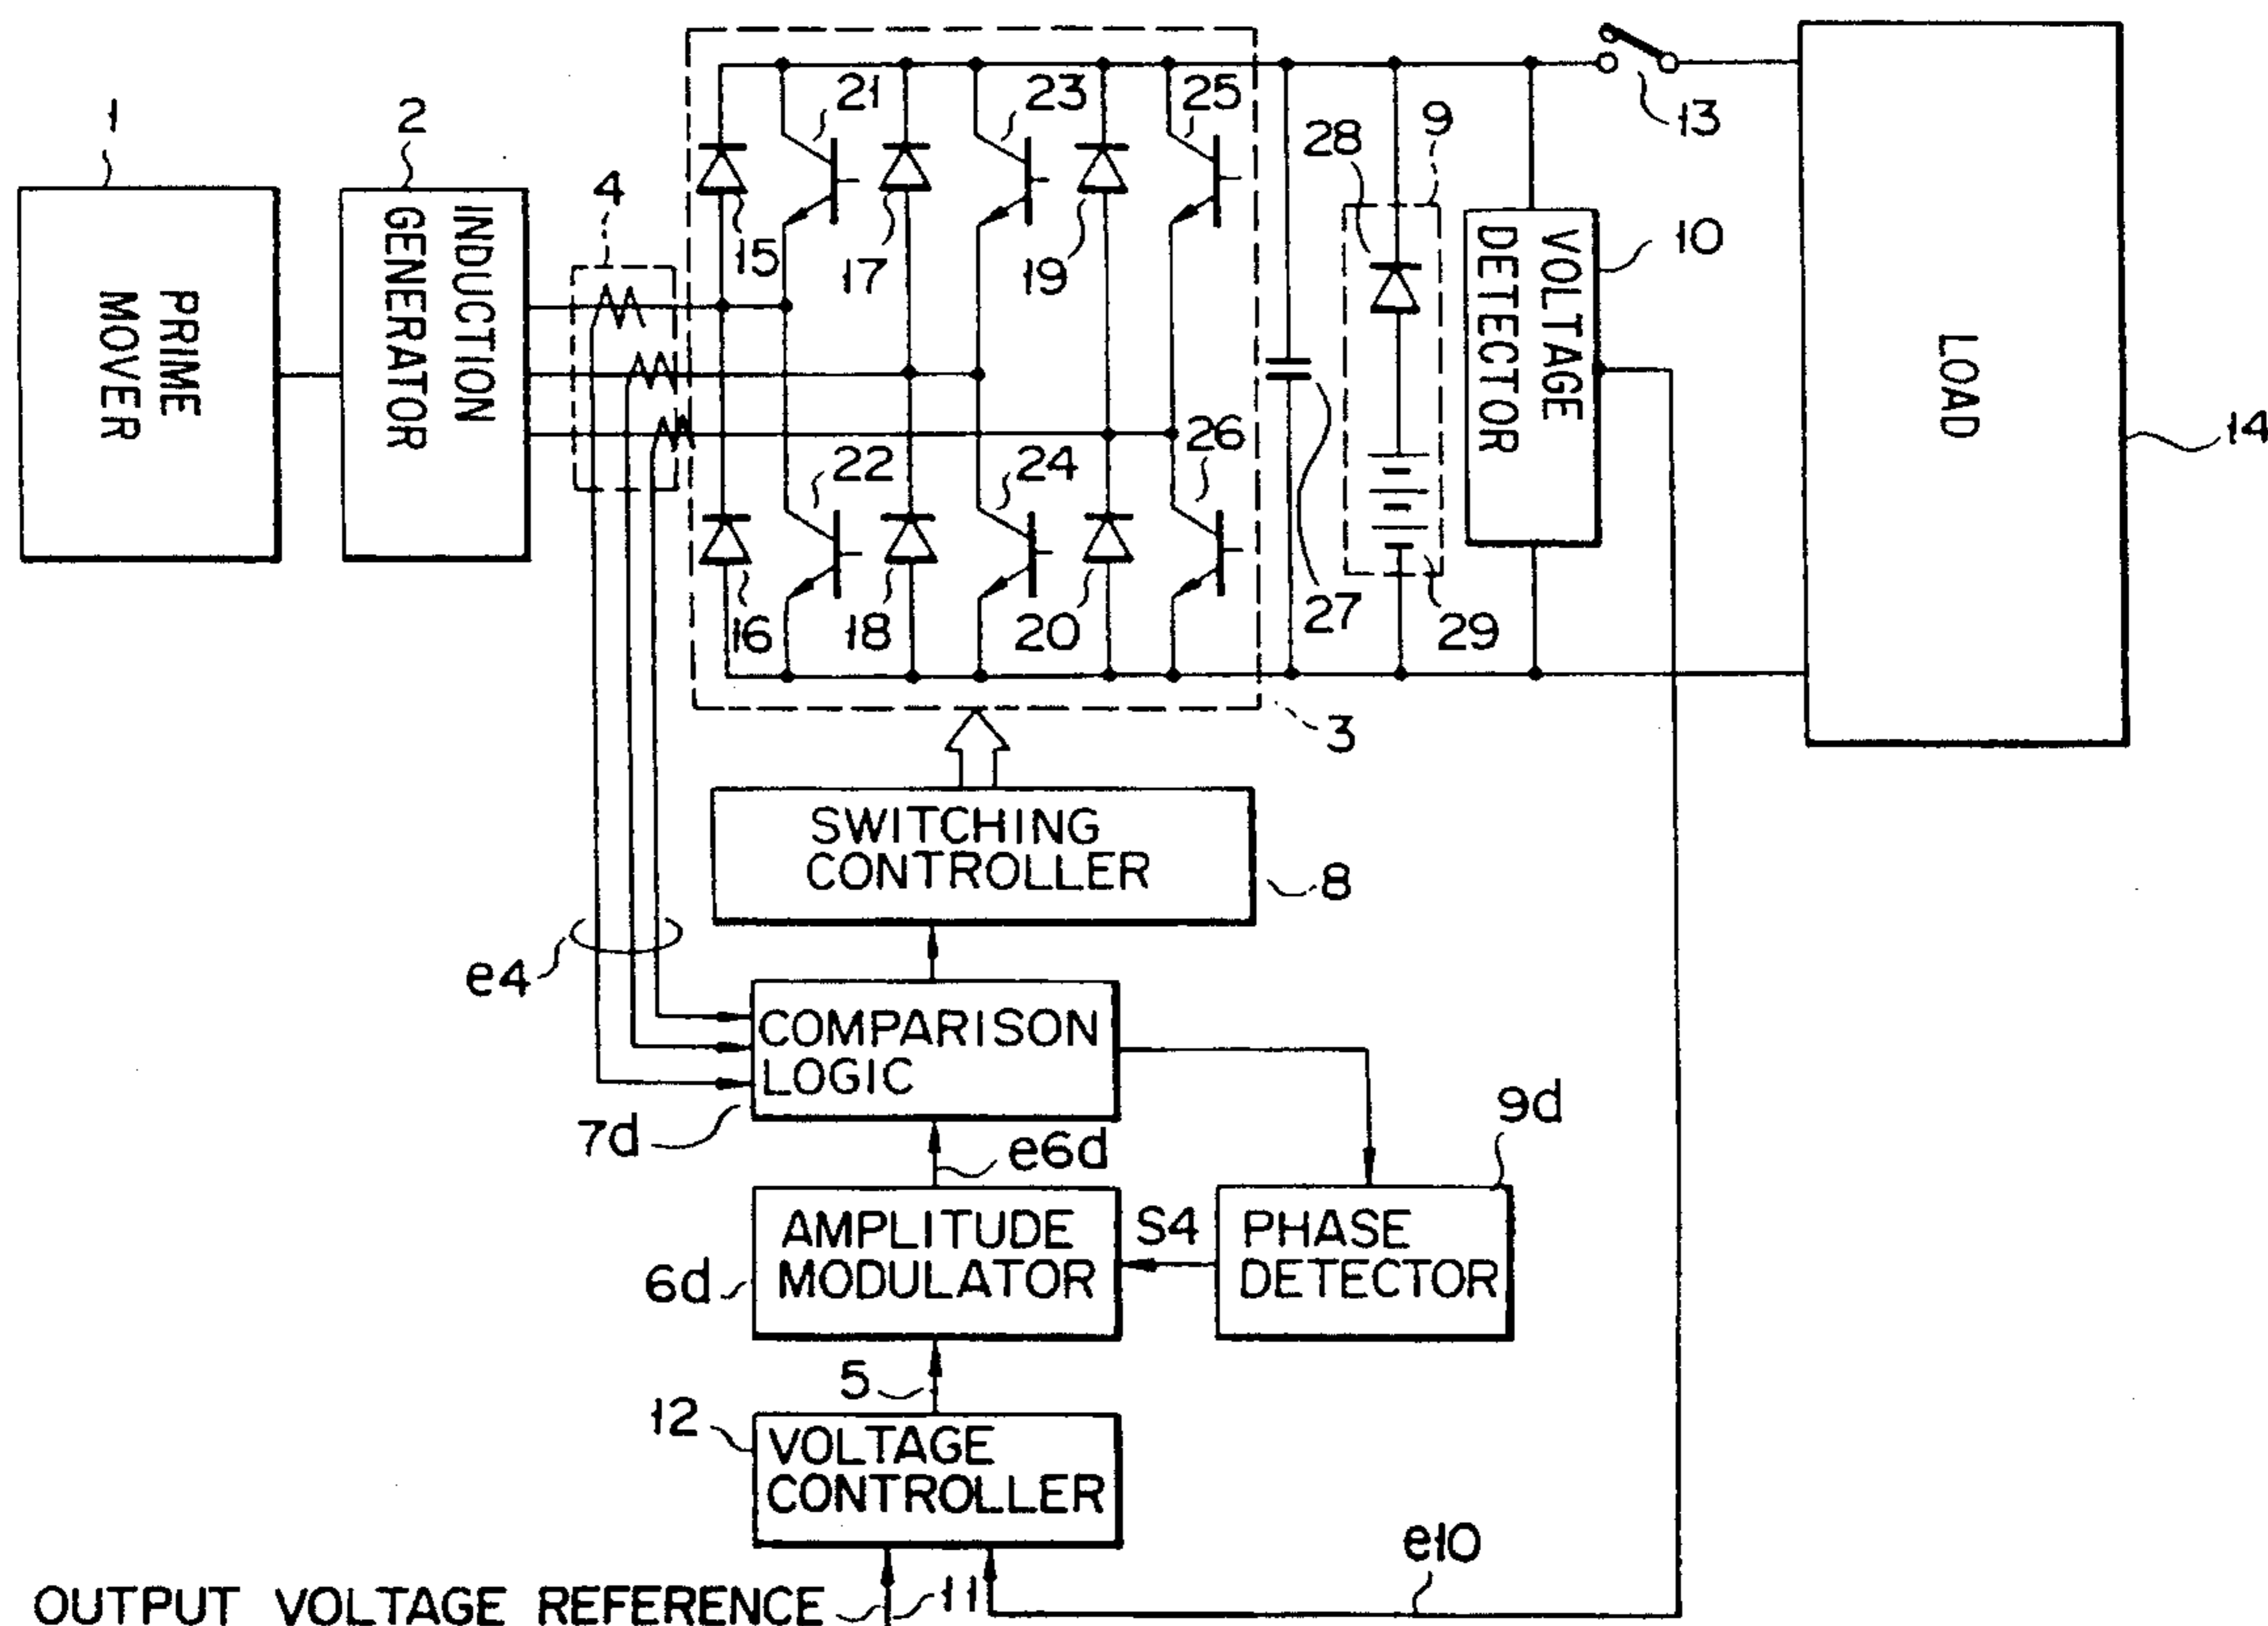 1
2
4
21
23
25
28
9
13
PRIME
MOVER
INDUCTION
GENERATOR
15
17
19
VOLTAGE
DETECTOR
10
LOAD
14
22
24
26
16
18
20
27
29
3
SWITCHING
CONTROLLER
8
e4
COMPARISON
LOGIC
7d
e6d
9d
AMPLITUDE
MODULATOR
6d
S4
PHASE
DETECTOR
5
12
VOLTAGE
CONTROLLER
e10
OUTPUT VOLTAGE REFERENCE
11